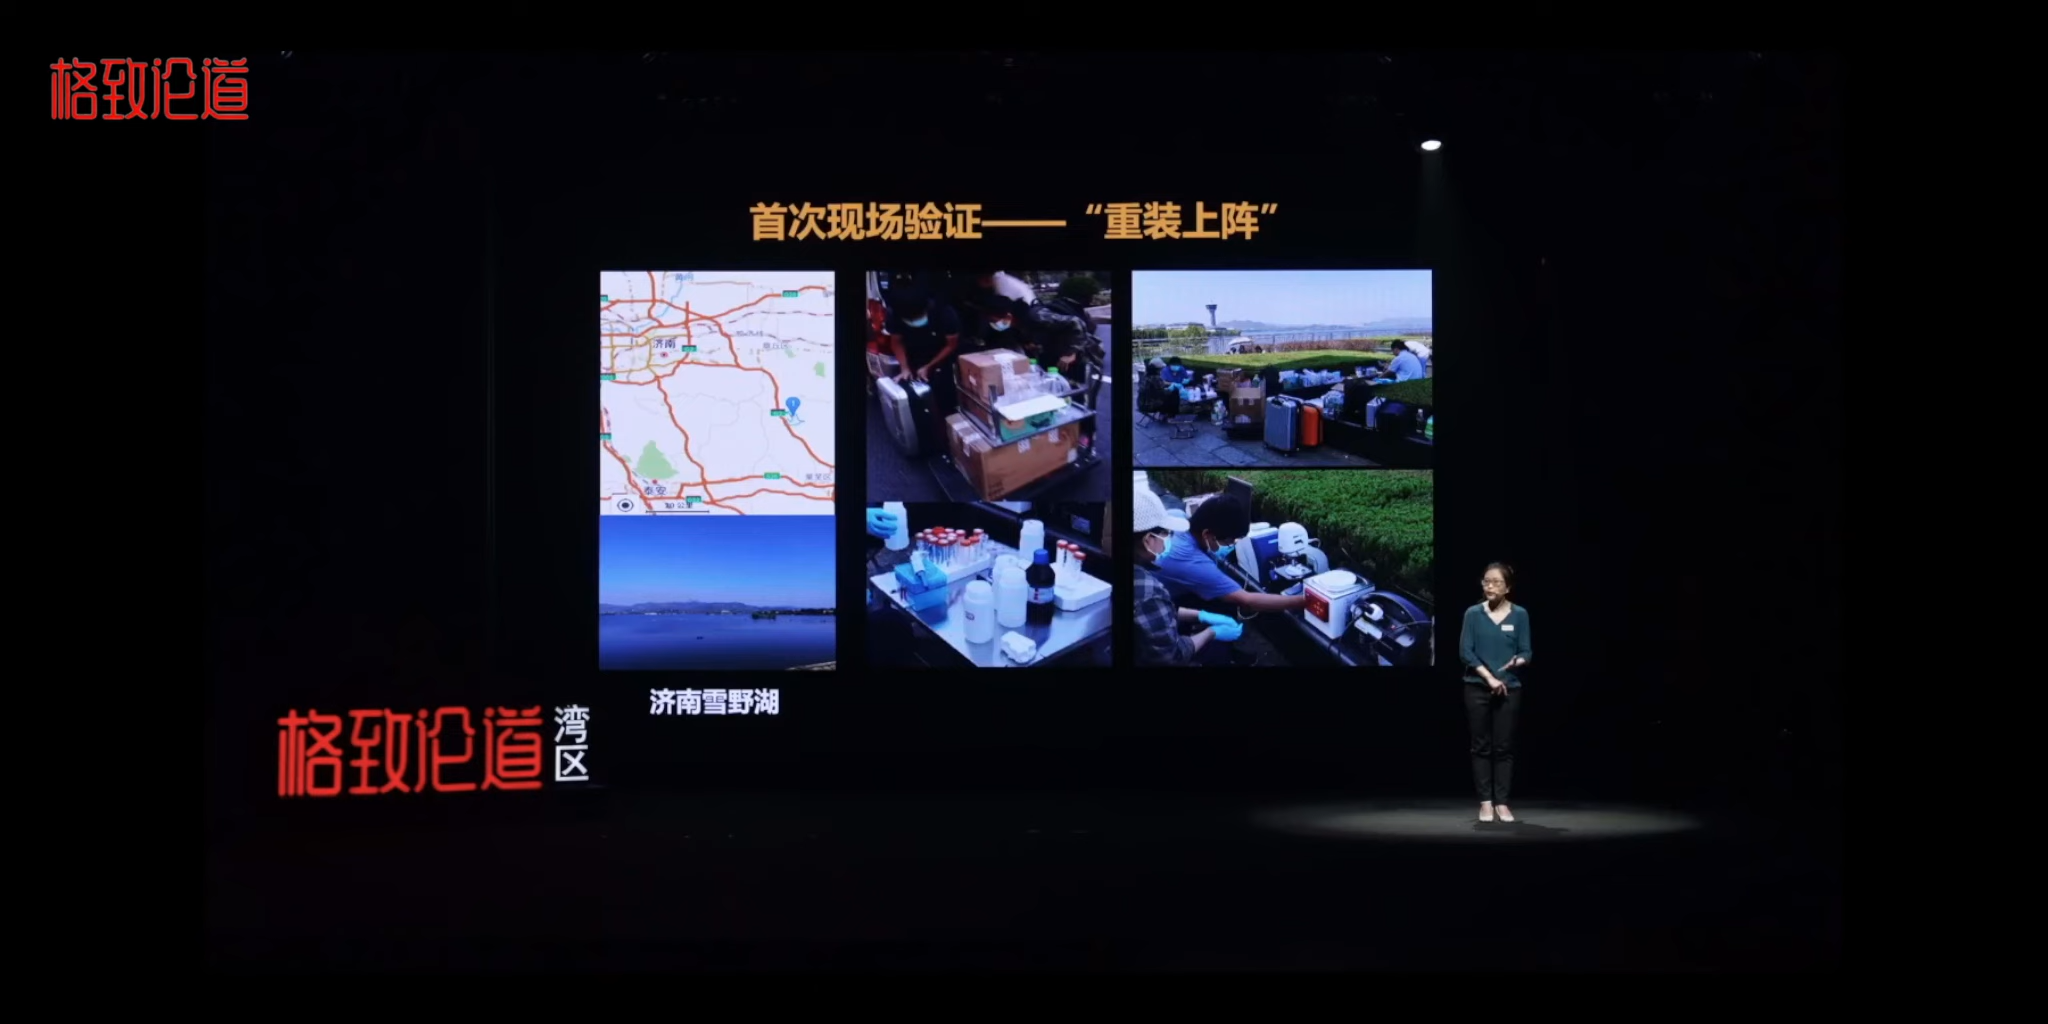 格致论道
首次现场验证——“重装上阵”
济南
泰安
济南雪野湖
格致论道
湾区